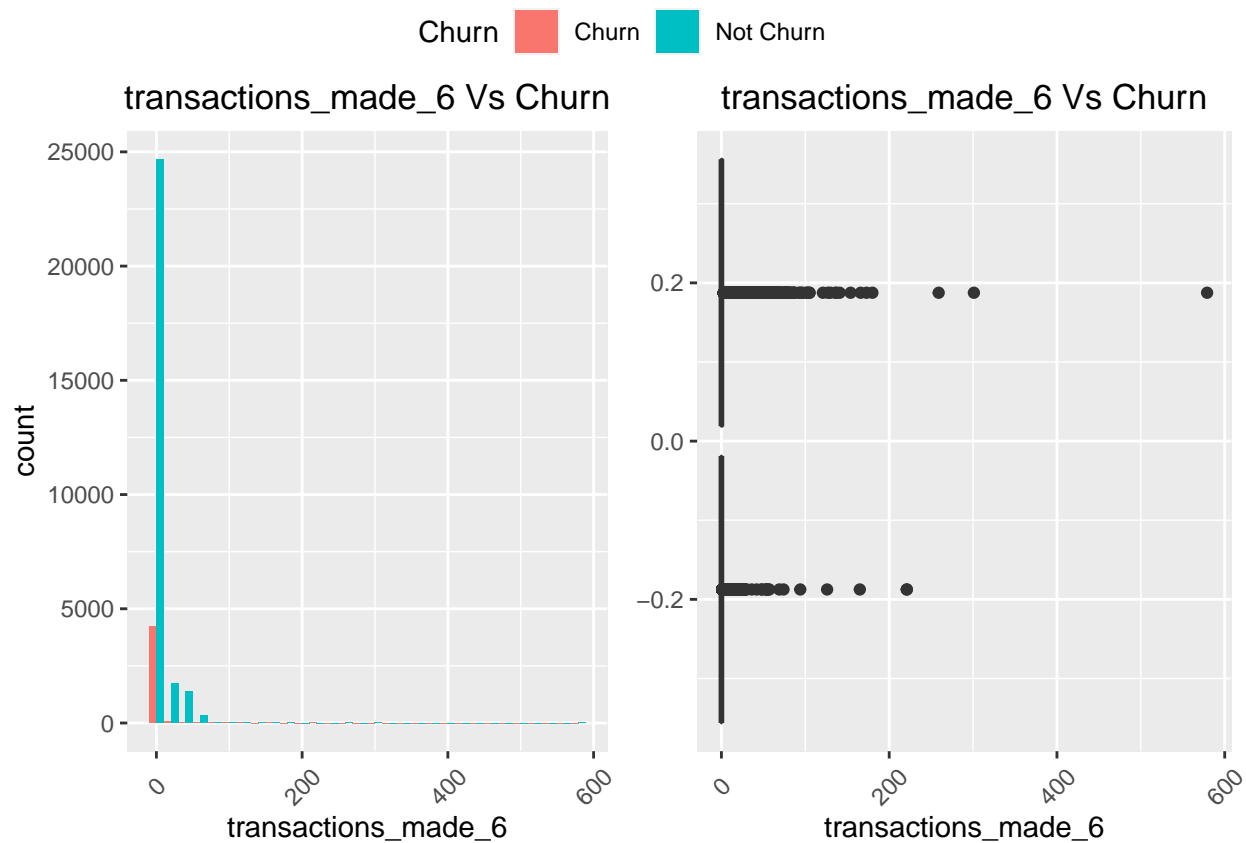 Churn Churn Not Churn
transactions_made_6 Vs Churn
count
25000
20000
15000
10000
5000
0
0 200 400 600
transactions_made_6
transactions_made_6 Vs Churn
0.2
0.0
−0.2
0 200 400 600
transactions_made_6